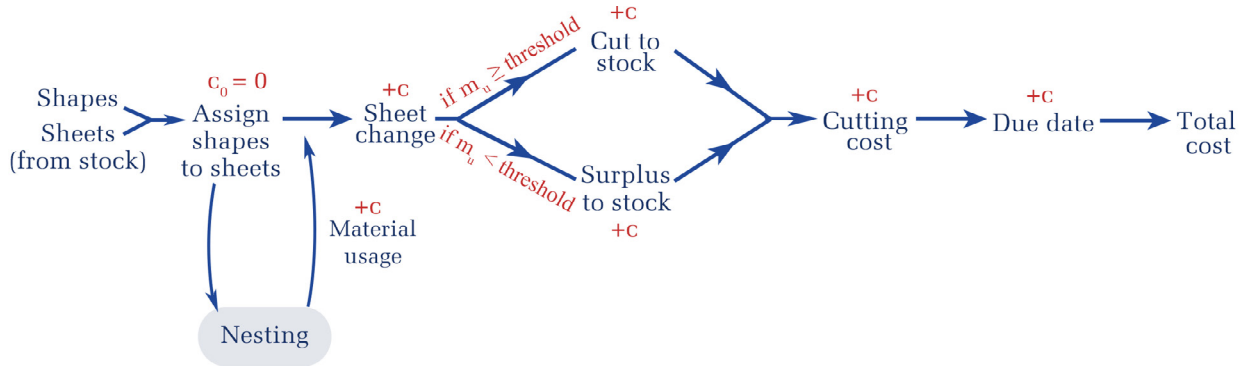 Shapes
Sheets
(from stock)
c₀ = 0
Assign
shapes
to sheets
Nesting
+c
Material
usage
+c
Sheet
change
if mᵤ ≥ threshold
+c
Cut to
stock
if mᵤ < threshold
Surplus
to stock
+c
+c
Cutting
cost
+c
Due date
Total
cost